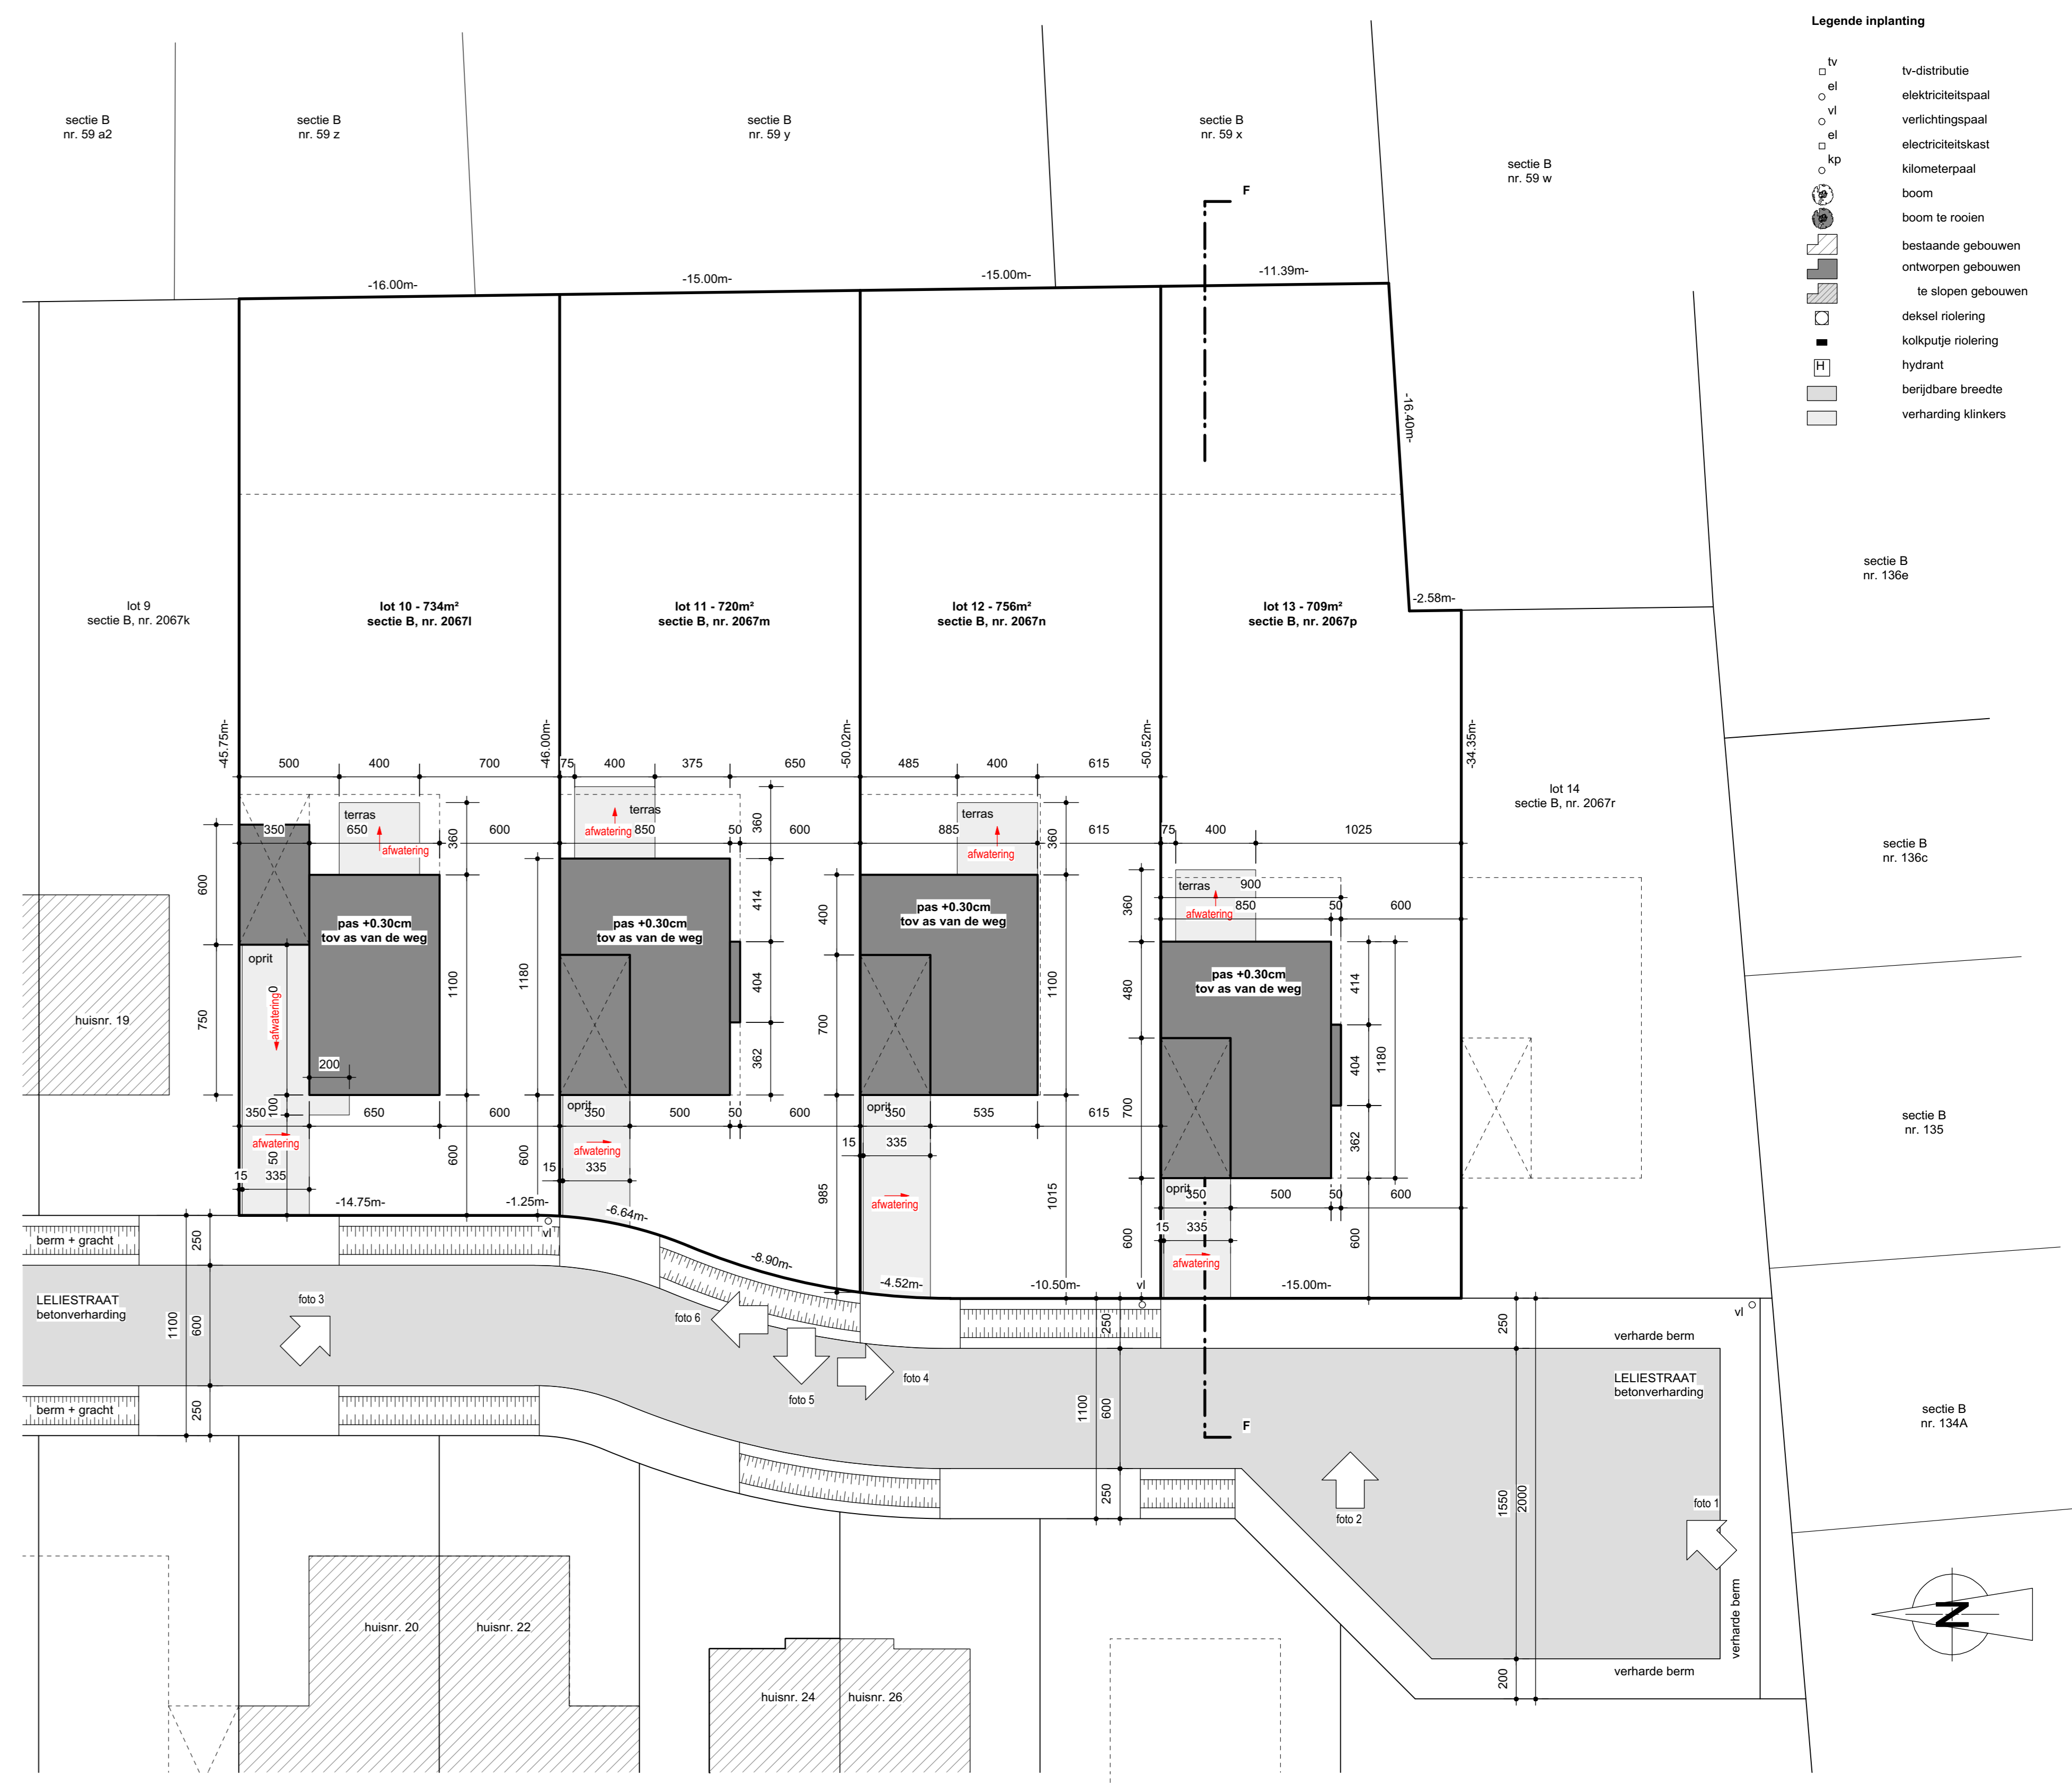 Legende inplanting
tv
tv-distributie
el
elektriciteitspaal
vl
verlichtingspaal
el
electriciteitskast
kp
kilometerpaal
boom
boom te rooien
bestaande gebouwen
ontworpen gebouwen
te slopen gebouwen
deksel riolering
kolkputje riolering
H
hydrant
berijdbare breedte
verharding klinkers
sectie B
nr. 59 a2
sectie B
nr. 59 z
sectie B
nr. 59 y
sectie B
nr. 59 x
sectie B
nr. 59 w
F
-16.00m-
-15.00m-
-15.00m-
-11.39m-
-16.40m-
-2.58m-
sectie B
nr. 136e
lot 9
sectie B, nr. 2067k
lot 10 - 734m²
sectie B, nr. 2067l
lot 11 - 720m²
sectie B, nr. 2067m
lot 12 - 756m²
sectie B, nr. 2067n
lot 13 - 709m²
sectie B, nr. 2067p
lot 14
sectie B, nr. 2067r
-45.75m-
-46.00m-
-50.02m-
-50.52m-
-34.35m-
500
400
700
75
400
375
650
485
400
615
terras
350
650
600
360
afwatering
terras
850
50
600
360
afwatering
terras
885
615
360
afwatering
75
400
1025
terras
900
850
50
600
360
afwatering
sectie B
nr. 136c
600
750
pas +0.30cm
tov as van de weg
oprit
0
afwatering
200
100
1100
1180
pas +0.30cm
tov as van de weg
414
404
362
400
700
pas +0.30cm
tov as van de weg
1100
480
700
pas +0.30cm
tov as van de weg
414
404
362
1180
huisnr. 19
350
650
600
oprit
350
500
50
600
oprit
350
535
615
oprit
350
500
50
600
afwatering
50
15
335
600
600
afwatering
15
335
15
335
985
afwatering
1015
600
15
335
afwatering
600
sectie B
nr. 135
-14.75m-
-1.25m-
vl
-6.64m-
-8.90m-
-4.52m-
-10.50m-
vl
-15.00m-
berm + gracht
250
LELIESTRAAT
betonverharding
1100
600
foto 3
foto 6
foto 5
foto 4
250
1100
600
250
250
berm + gracht
250
verharde berm
vl
LELIESTRAAT
betonverharding
F
foto 2
foto 1
1550
2000
200
verharde berm
verharde berm
sectie B
nr. 134A
huisnr. 20
huisnr. 22
huisnr. 24
huisnr. 26
N